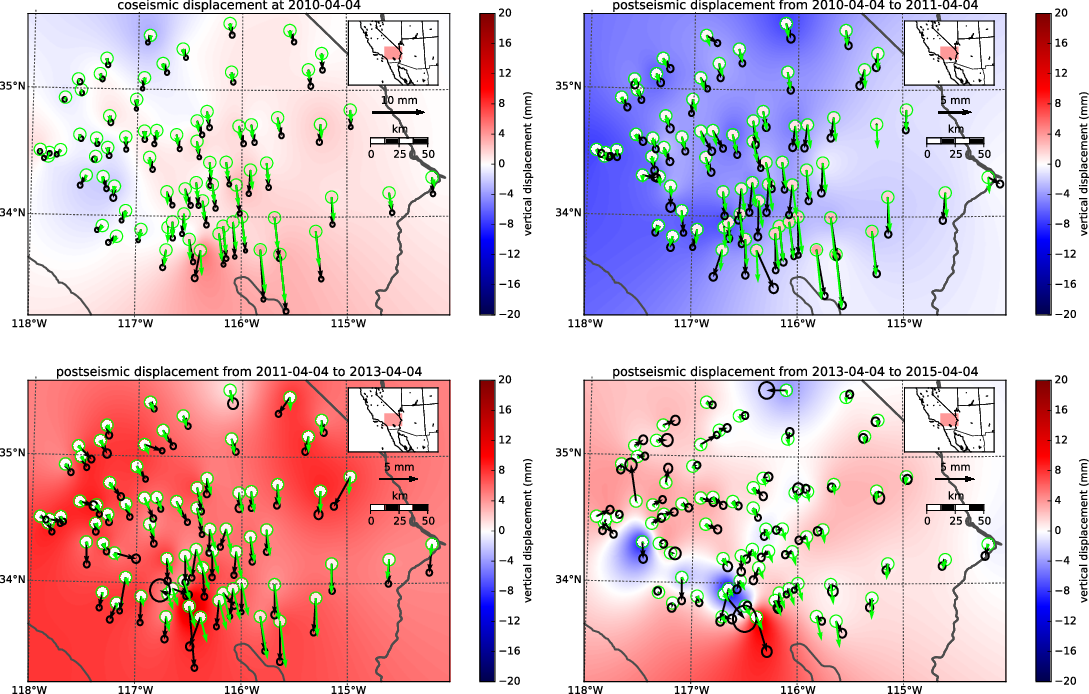 coseismic displacement at 2010-04-04
35°N
34°N
118°W
117°W
116°W
115°W
10 mm
km
0 25 50
20
16
12
8
4
0
−4
−8
−12
−16
−20
vertical displacement (mm)
postseismic displacement from 2010-04-04 to 2011-04-04
35°N
34°N
118°W
117°W
116°W
115°W
5 mm
km
0 25 50
20
16
12
8
4
0
−4
−8
−12
−16
−20
vertical displacement (mm)
postseismic displacement from 2011-04-04 to 2013-04-04
35°N
34°N
118°W
117°W
116°W
115°W
5 mm
km
0 25 50
20
16
12
8
4
0
−4
−8
−12
−16
−20
vertical displacement (mm)
postseismic displacement from 2013-04-04 to 2015-04-04
35°N
34°N
118°W
117°W
116°W
115°W
5 mm
km
0 25 50
20
16
12
8
4
0
−4
−8
−12
−16
−20
vertical displacement (mm)